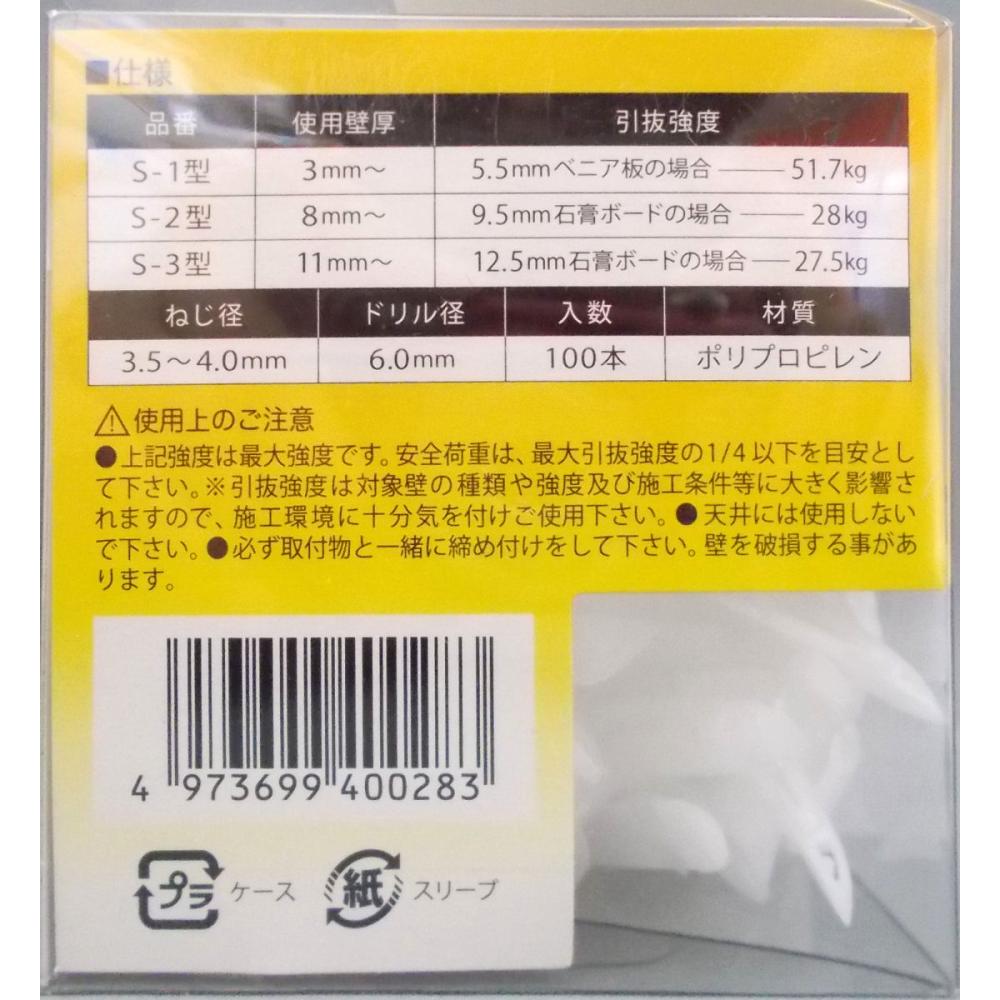 ■仕様
品番 使用壁厚 引抜強度
S-1型 3mm～ 5.5mmベニア板の場合 ―― 51.7kg
S-2型 8mm～ 9.5mm石膏ボードの場合 ―― 28kg
S-3型 11mm～ 12.5mm石膏ボードの場合 ― 27.5kg
ねじ径 ドリル径 入数 材質
3.5～4.0mm 6.0mm 100本 ポリプロピレン
⚠使用上のご注意
●上記強度は最大強度です。安全荷重は、最大引抜強度の1/4以下を目安とし
て下さい。※引抜強度は対象壁の種類や強度及び施工条件等に大きく影響さ
れますので、施工環境に十分気を付けご使用下さい。●天井には使用しない
で下さい。●必ず取付物と一緒に締め付けをして下さい。壁を破損する事があ
ります。
4 973699 400283
プラ ケース 紙 スリーブ